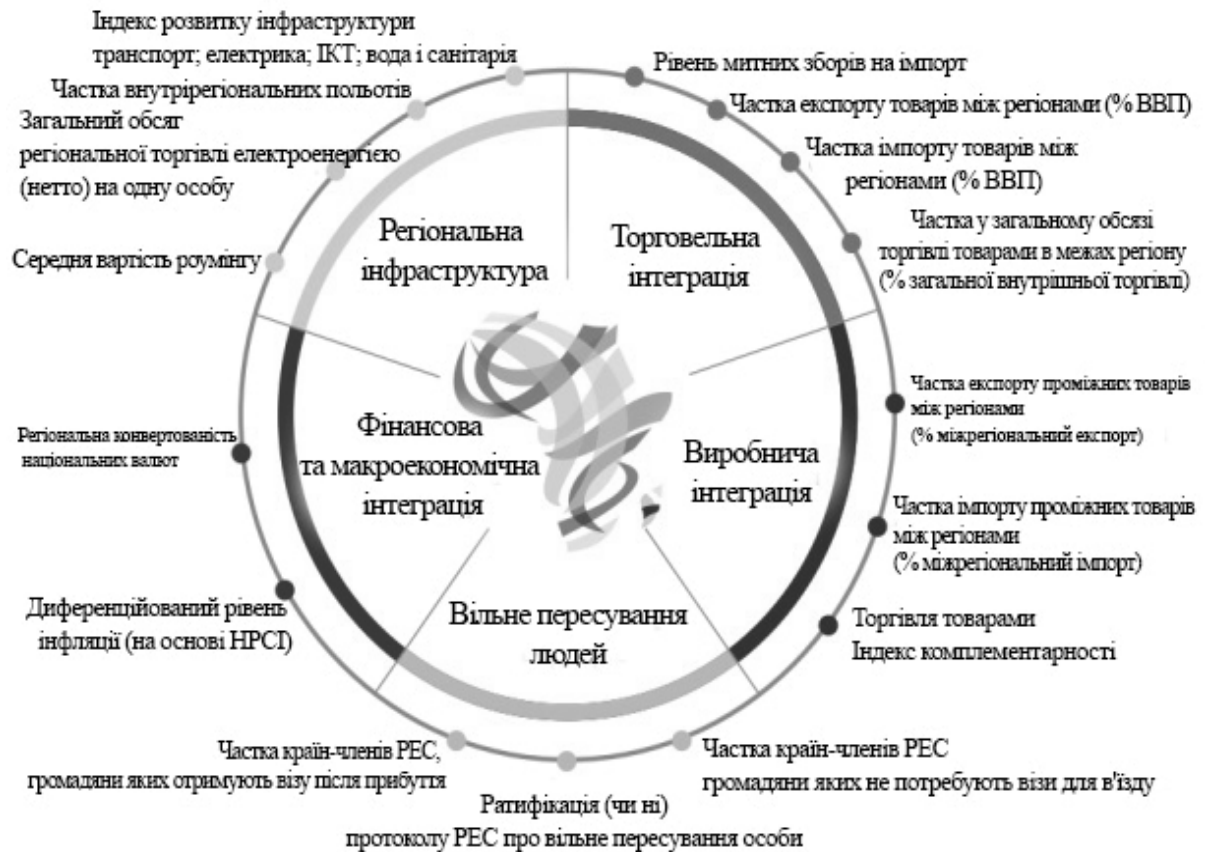 Індекс розвитку інфраструктури
транспорт; електрика; ІКТ; вода і санітарія
Частка внутрірегіональних польотів
Загальний обсяг
регіональної торгівлі електроенергією
(нетто) на одну особу
Середня вартість роумінгу
Регіональна конвертованість
національних валют
Диференційований рівень
інфляції (на основі HPCI)
Частка країн-членів РЕС,
громадяни яких отримують візу після прибуття
Ратифікація (чи ні)
протоколу РЕС про вільне пересування особи
Частка країн-членів РЕС
громадяни яких не потребують візи для в'їзду
Торгівля товарами
Індекс комплементарності
Частка імпорту проміжних товарів
між регіонами
(% міжрегіональний імпорт)
Частка експорту проміжних товарів
між регіонами
(% міжрегіональний експорт)
Частка у загальному обсязі
торгівлі товарами в межах регіону
(% загальної внутрішньої торгівлі)
Частка імпорту товарів між
регіонами (% ВВП)
Частка експорту товарів між регіонами (% ВВП)
Рівень митних зборів на імпорт
Регіональна
інфраструктура
Торговельна
інтеграція
Фінансова
та макроекономічна
інтеграція
Виробнича
інтеграція
Вільне пересування
людей